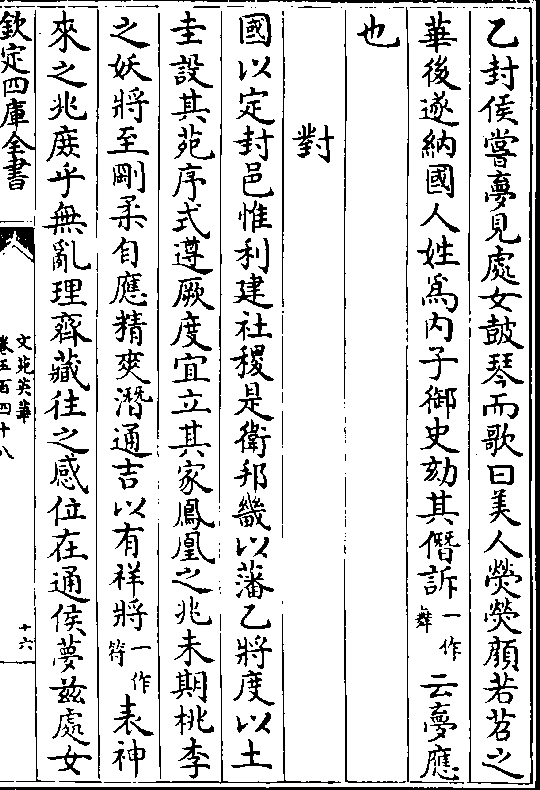 乙封侯嘗夢見處女鼓琴而歌曰美人熒熒顔若苕之
華後遂納國人姓爲内子御史劾其僭訴一作辭云夢應
也
對
國以定封邑惟利建社稷是衛邦畿以藩乙將度以土
圭設其苑序式遵厥度宜立其家鳳凰之兆未期桃李
之妖將至剛柔自應精爽潛通吉以有祥將一作符表神
來之兆庻乎無亂理齊藏往之感位在通侯夢兹處女
欽定四庫全書
文苑英華
卷五百四十八
十六